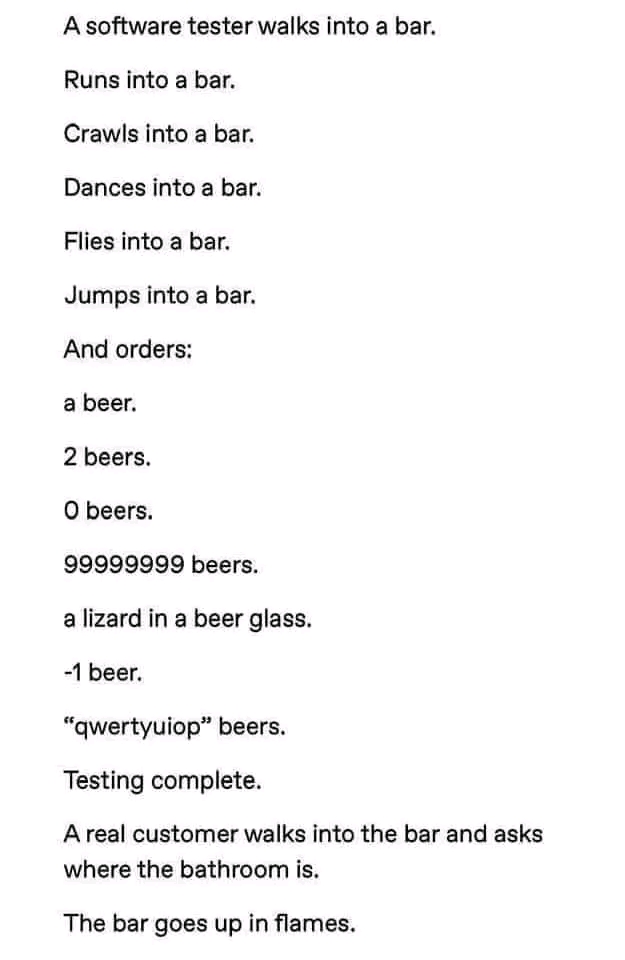 A software tester walks into a bar.
Runs into a bar.
Crawls into a bar.
Dances into a bar.
Flies into a bar.
Jumps into a bar.
And orders:
a beer.
2 beers.
0 beers.
99999999 beers.
a lizard in a beer glass.
-1 beer.
“qwertyuiop” beers.
Testing complete.
A real customer walks into the bar and asks
where the bathroom is.
The bar goes up in flames.